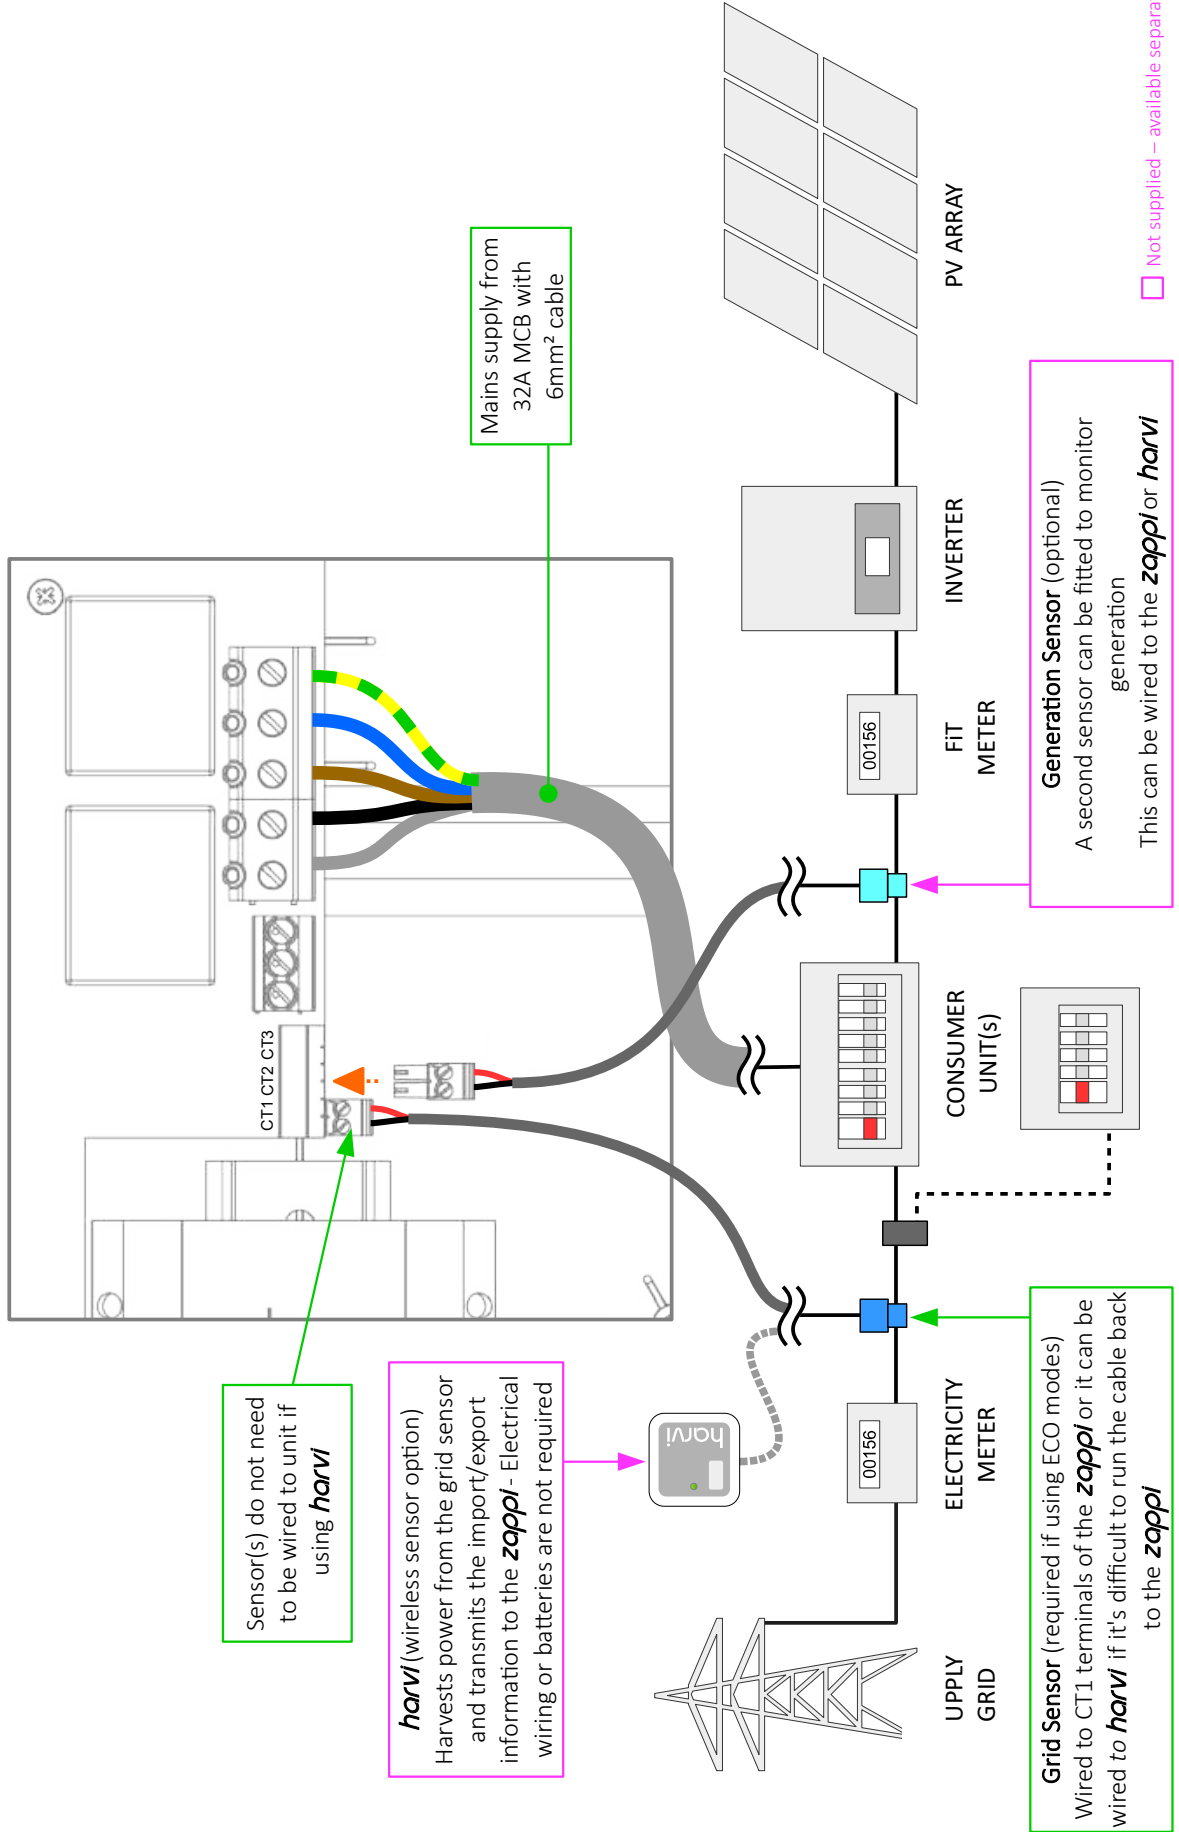 Sensor(s) do not need
to be wired to unit if
using harvi
harvi (wireless sensor option)
Harvests power from the grid sensor
and transmits the import/export
information to the zappi - Electrical
wiring or batteries are not required
CT1 CT2 CT3
Mains supply from
32A MCB with
6mm² cable
harvi
00156
00156
UPPLY
GRID
ELECTRICITY
METER
CONSUMER
UNIT(s)
FiT
METER
INVERTER
PV ARRAY
Grid Sensor (required if using ECO modes)
Wired to CT1 terminals of the zappi or it can be
wired to harvi if it's difficult to run the cable back
to the zappi
Generation Sensor (optional)
A second sensor can be fitted to monitor
generation
This can be wired to the zappi or harvi
Not supplied – available separa